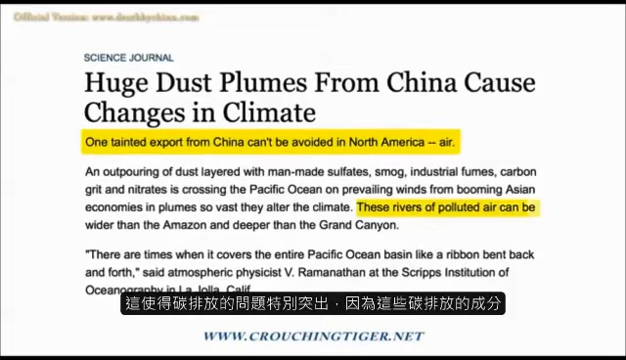 Official Version: www.deathbychina.com
SCIENCE JOURNAL
Huge Dust Plumes From China Cause
Changes in Climate
One tainted export from China can't be avoided in North America -- air.
An outpouring of dust layered with man-made sulfates, smog, industrial fumes, carbon
grit and nitrates is crossing the Pacific Ocean on prevailing winds from booming Asian
economies in plumes so vast they alter the climate. These rivers of polluted air can be
wider than the Amazon and deeper than the Grand Canyon.
"There are times when it covers the entire Pacific Ocean basin like a ribbon bent back
and forth," said atmospheric physicist V. Ramanathan at the Scripps Institution of
Oceanography in La Jolla, Calif.
這使得碳排放的問題特別突出，因為這些碳排放的成分
WWW.CROUCHINGTIGER.NET